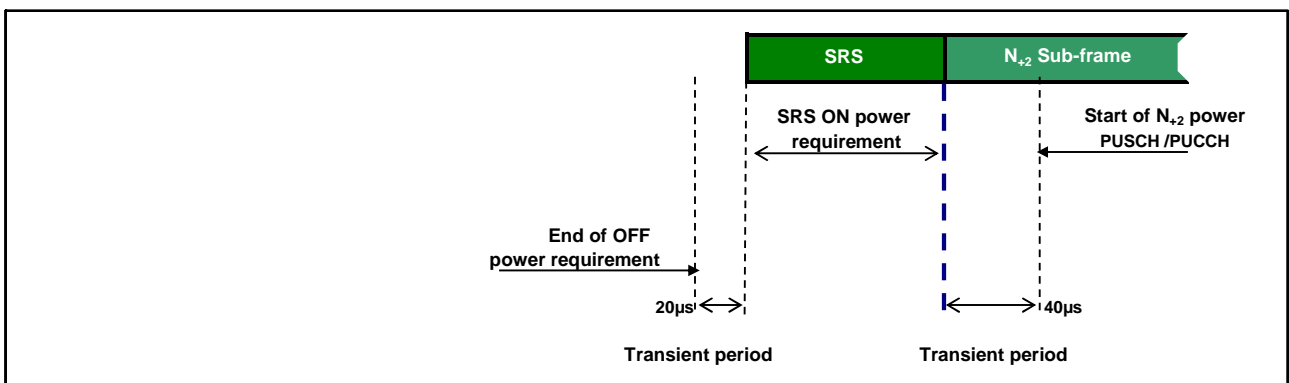 SRS
N+2 Sub-frame
SRS ON power
requirement
Start of N+2 power
PUSCH /PUCCH
End of OFF
power requirement
20µs
40µs
Transient period
Transient period